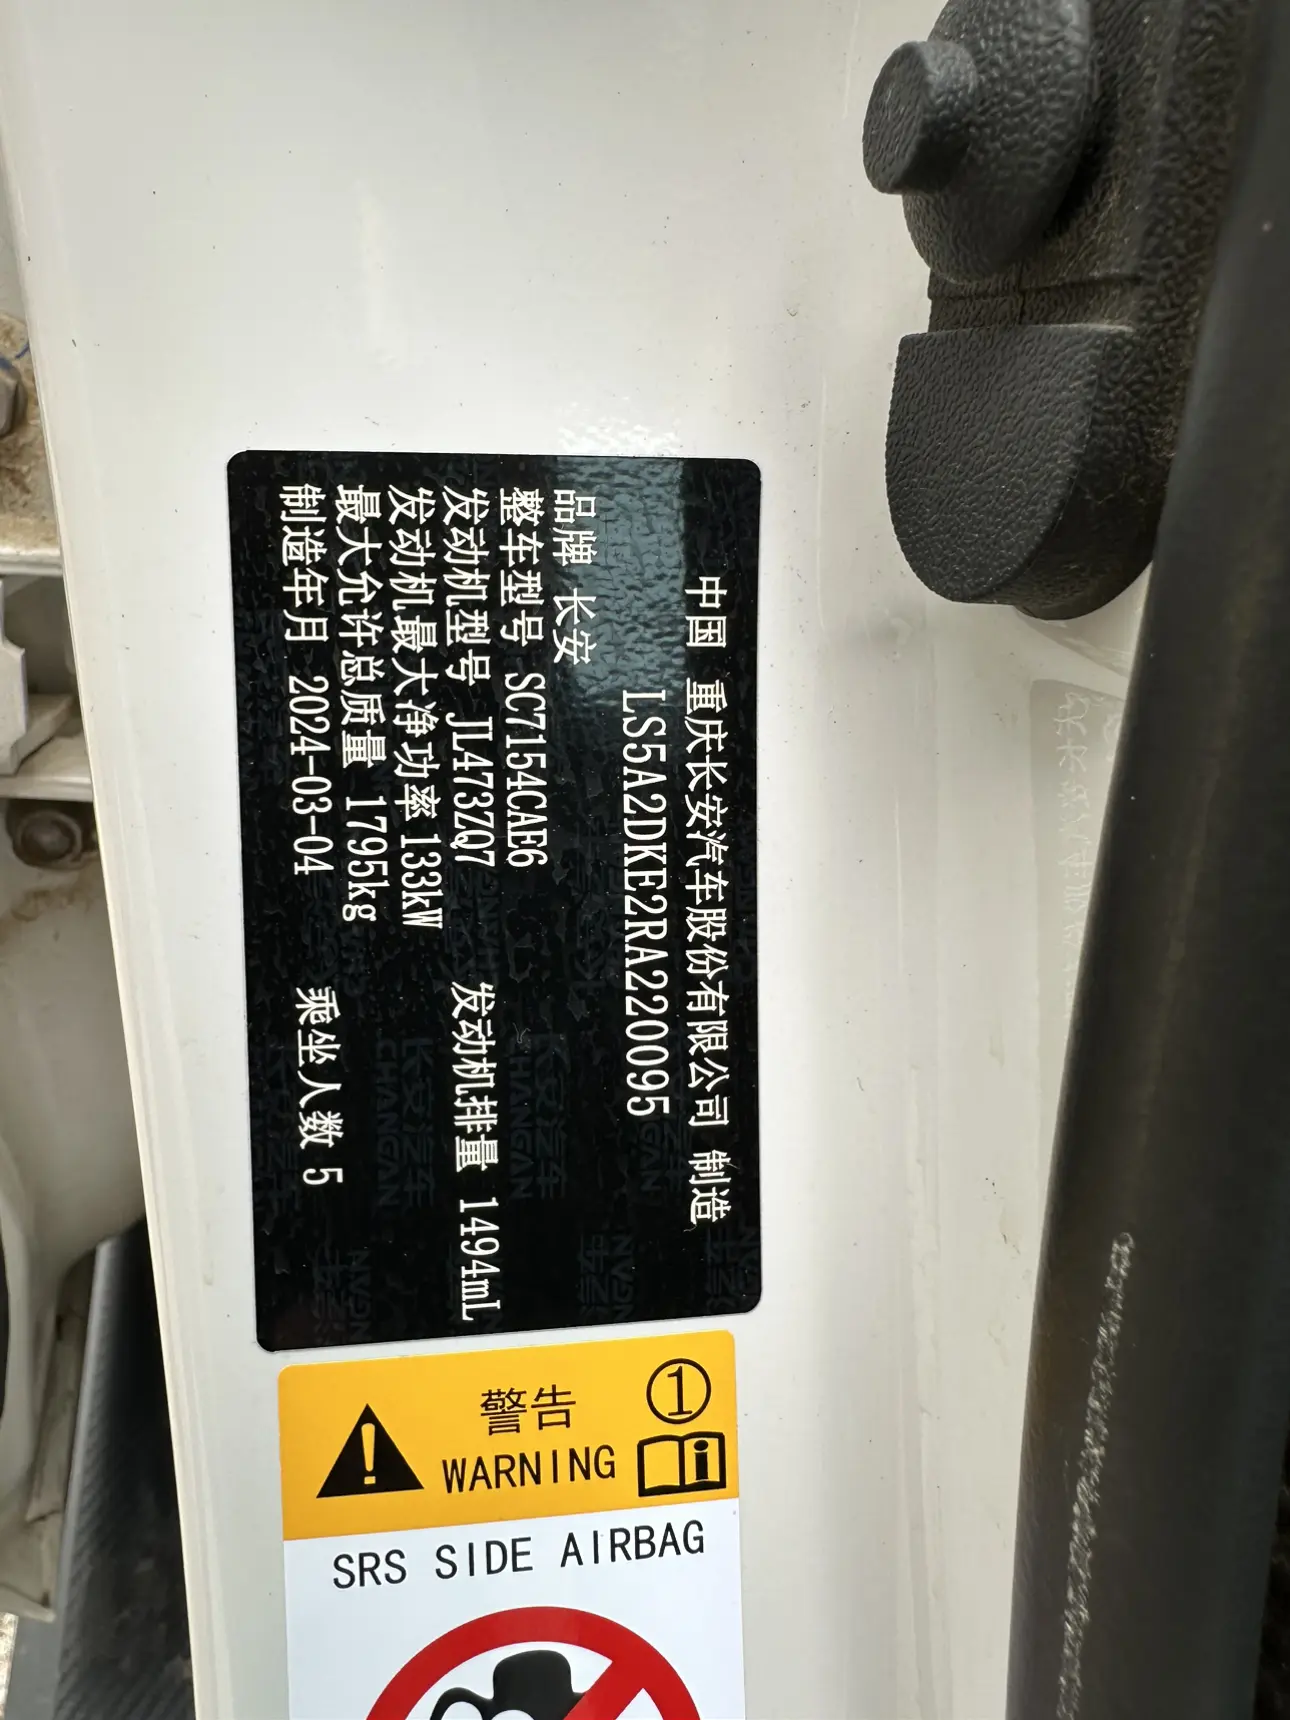 中国 重庆长安汽车股份有限公司 制造
LS5A2DKE2RA220095
品牌 长安
整车型号 SC7154CAE6
发动机型号 JL473ZQ7 发动机排量 1494mL
发动机最大净功率 133kW
最大允许总质量 1795kg
制造年月 2024-03-04 乘坐人数 5
警告
WARNING
①
i
SRS SIDE AIRBAG